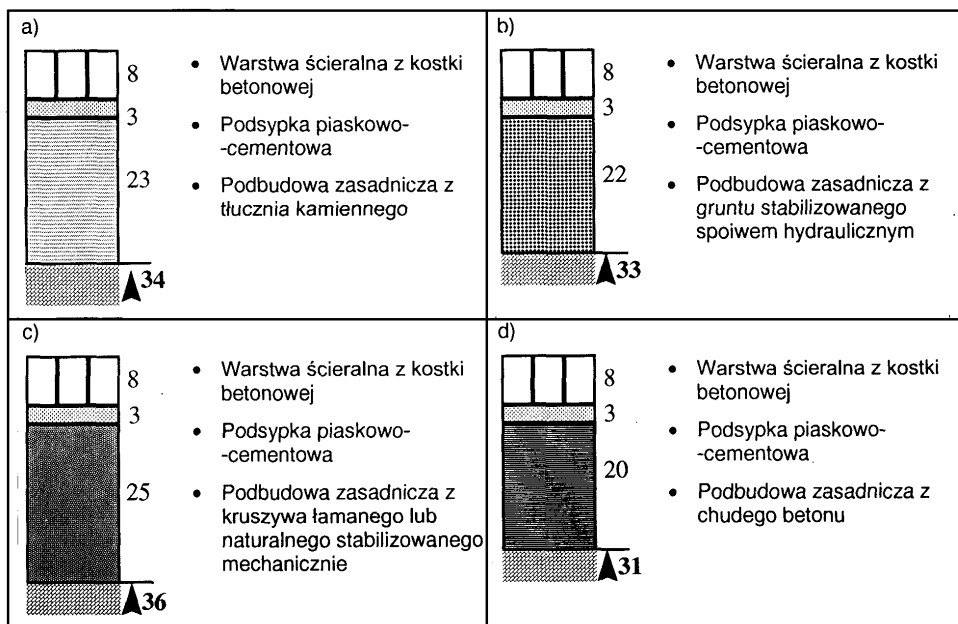 a)
8
3
23
34
• Warstwa ścieralna z kostki
betonowej
• Podsypka piaskowo-
-cementowa
• Podbudowa zasadnicza z
tłucznia kamiennego
b)
8
3
22
33
• Warstwa ścieralna z kostki
betonowej
• Podsypka piaskowo-
-cementowa
• Podbudowa zasadnicza z
gruntu stabilizowanego
spoiwem hydraulicznym
c)
8
3
25
36
• Warstwa ścieralna z kostki
betonowej
• Podsypka piaskowo-
-cementowa
• Podbudowa zasadnicza z
kruszywa łamanego lub
naturalnego stabilizowanego
mechanicznie
d)
8
3
20
31
• Warstwa ścieralna z kostki
betonowej
• Podsypka piaskowo-
-cementowa
• Podbudowa zasadnicza z
chudego betonu